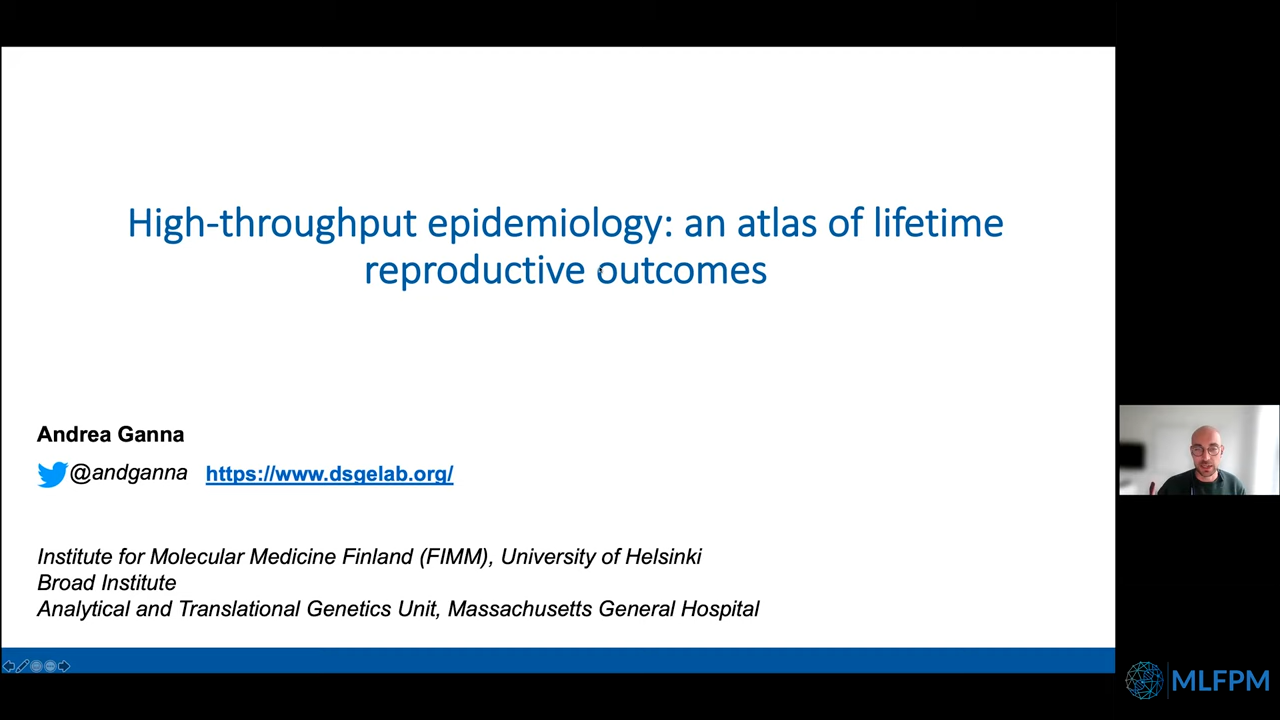 High-throughput epidemiology: an atlas of lifetime
reproductive outcomes
Andrea Ganna
@andganna https://www.dsgelab.org/
Institute for Molecular Medicine Finland (FIMM), University of Helsinki
Broad Institute
Analytical and Translational Genetics Unit, Massachusetts General Hospital
MLFPM